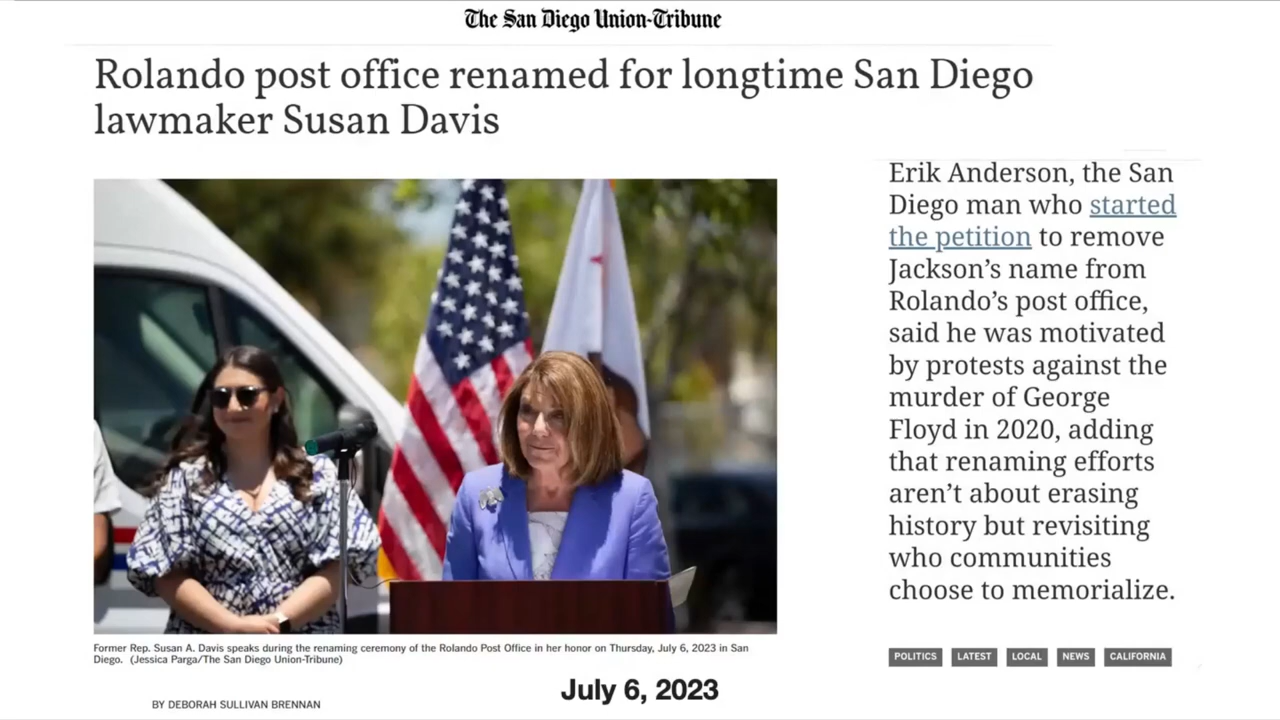 The San Diego Union-Tribune
Rolando post office renamed for longtime San Diego
lawmaker Susan Davis
Erik Anderson, the San
Diego man who started
the petition to remove
Jackson’s name from
Rolando’s post office,
said he was motivated
by protests against the
murder of George
Floyd in 2020, adding
that renaming efforts
aren’t about erasing
history but revisiting
who communities
choose to memorialize.
Former Rep. Susan A. Davis speaks during the renaming ceremony of the Rolando Post Office in her honor on Thursday, July 6, 2023 in San
Diego. (Jessica Parga/The San Diego Union-Tribune)
POLITICS LATEST LOCAL NEWS CALIFORNIA
July 6, 2023
BY DEBORAH SULLIVAN BRENNAN